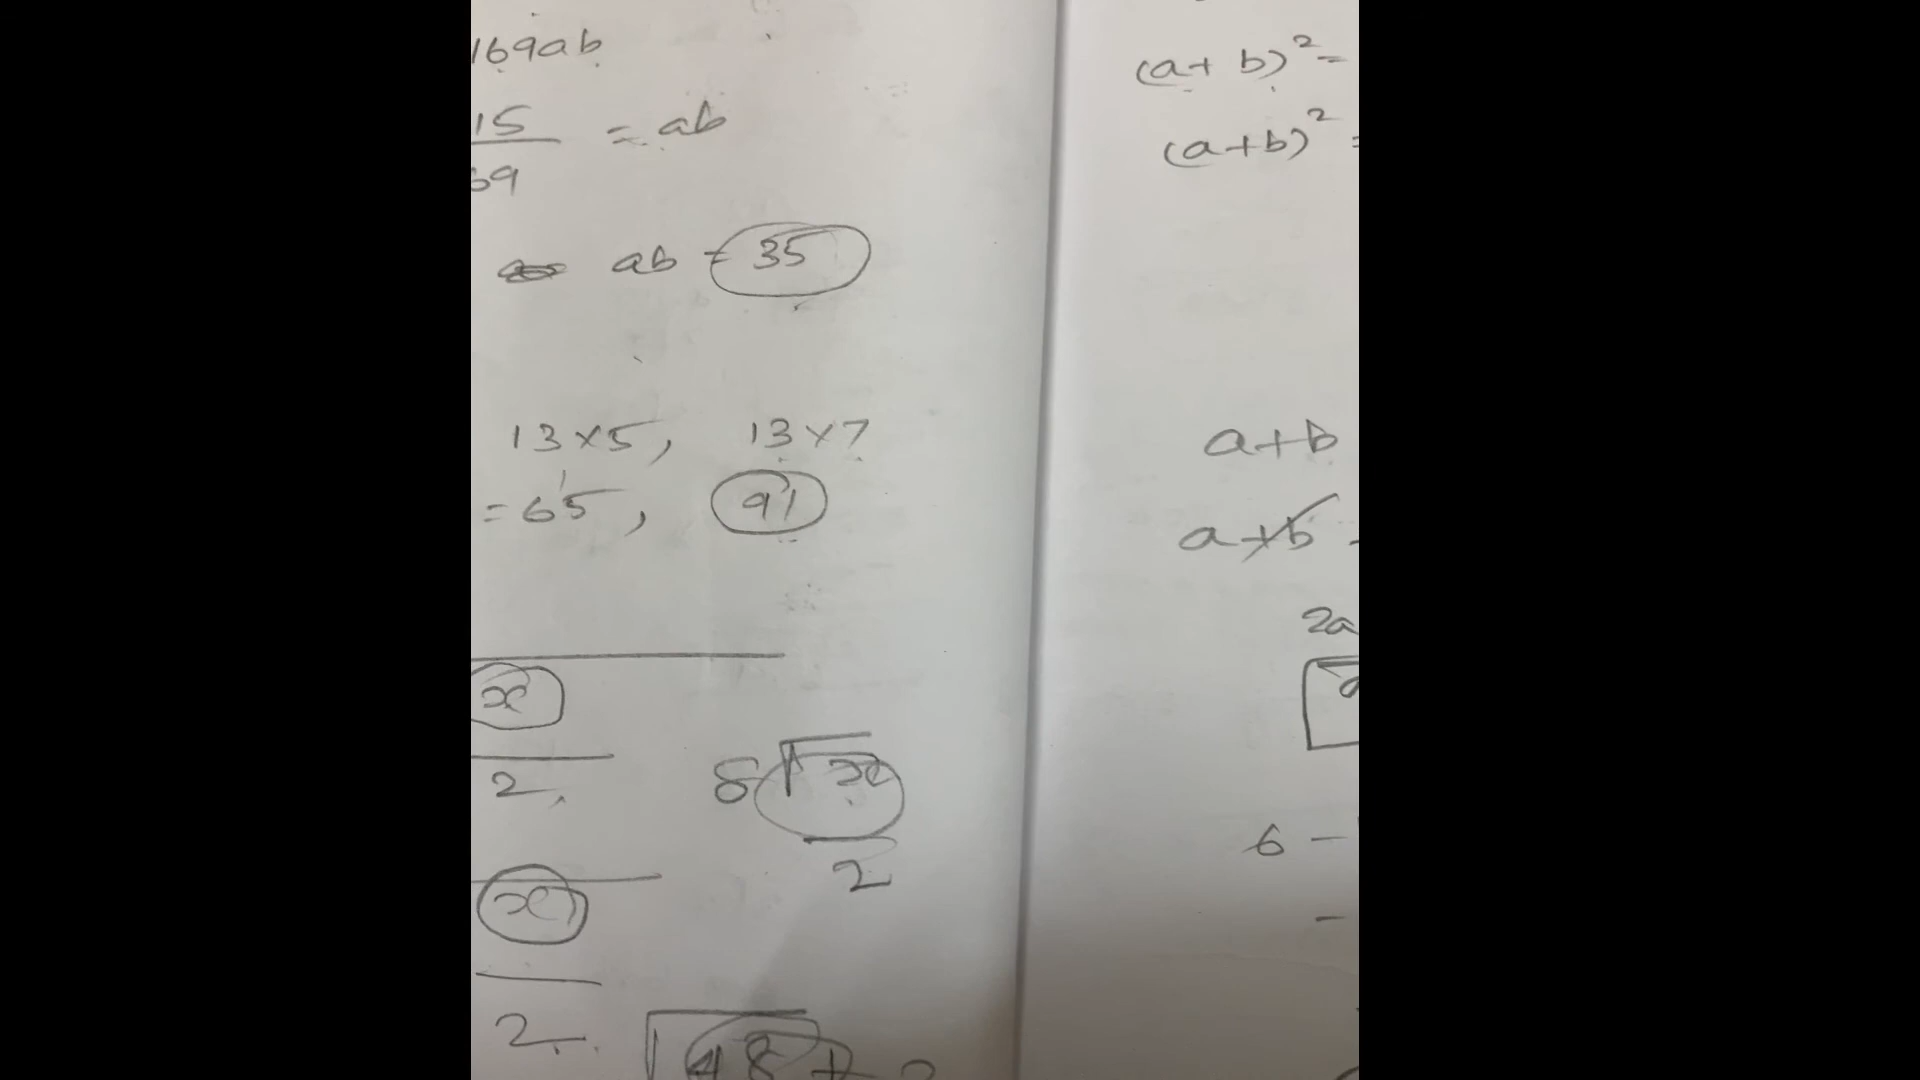 169ab
15
69
= ab
ab = 35
13×5, 13×7
= 65, 91
x
2
8√x
2
x
2
√48+
(a+b)²=
(a+b)²=
a+b
a+b
2a
6 -
-